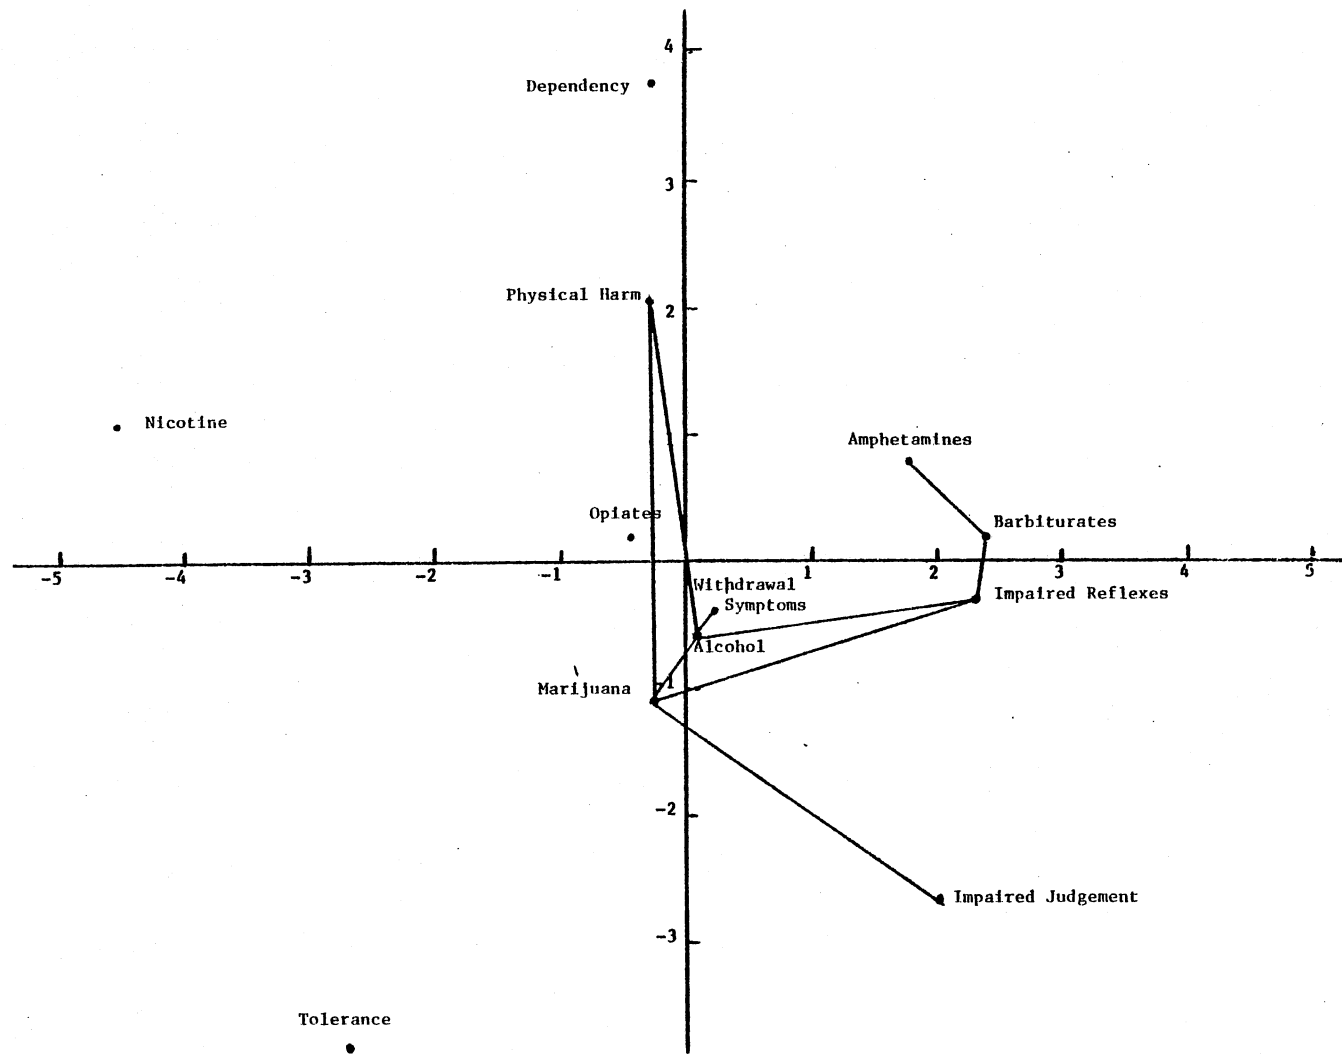 4
Dependency
3
Physical Harm
2
Nicotine
Amphetamines
Opiates
Barbiturates
-5 -4 -3 -2 -1 1 2 3 4 5
Withdrawal
Symptoms
Impaired Reflexes
Alcohol
Marijuana
-1
-2
Impaired Judgement
-3
Tolerance